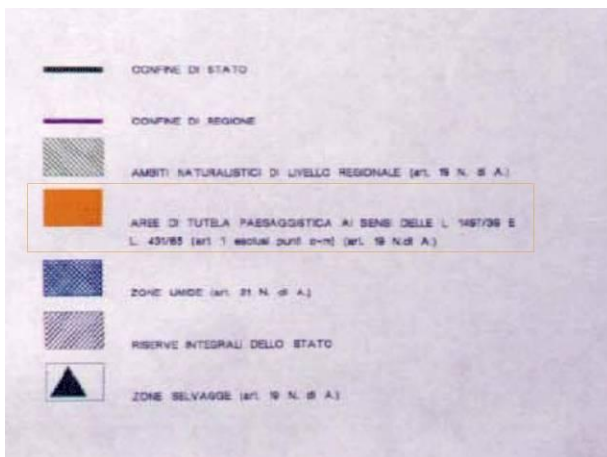 CONFINE DI STATO
CONFINE DI REGIONE
AMBITI NATURALISTICI DI LIVELLO REGIONALE (art. 19 N. di A.)
AREE DI TUTELA PAESAGGISTICA AI SENSI DELLE L. 1497/39 E
L. 431/85 (art. 1 esclusi punti) (art. 19 N.di A.)
ZONE UMIDE (art. 21 N. di A.)
RISERVE INTEGRALI DELLO STATO
ZONE SELVAGGE (art. 19 N. di A.)